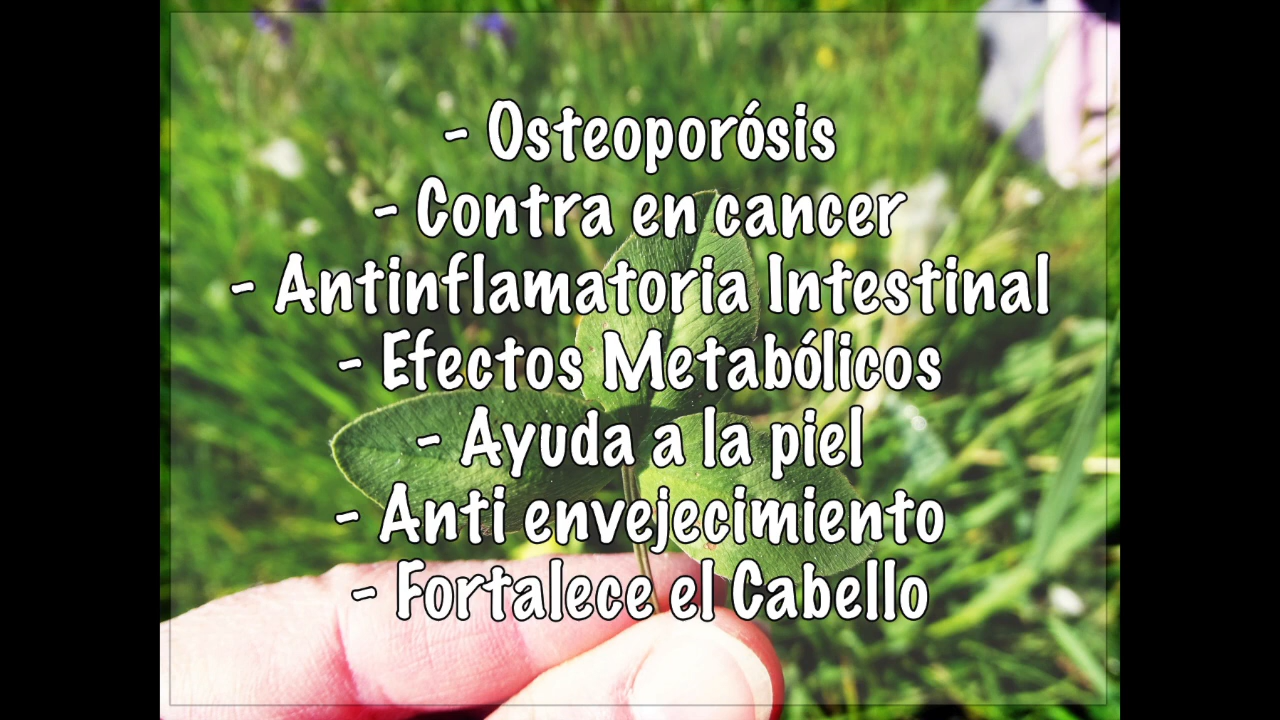 - Osteoporósis
- Contra en cancer
- Antinflamatoria Intestinal
- Efectos Metabólicos
- Ayuda a la piel
- Anti envejecimiento
- Fortalece el Cabello